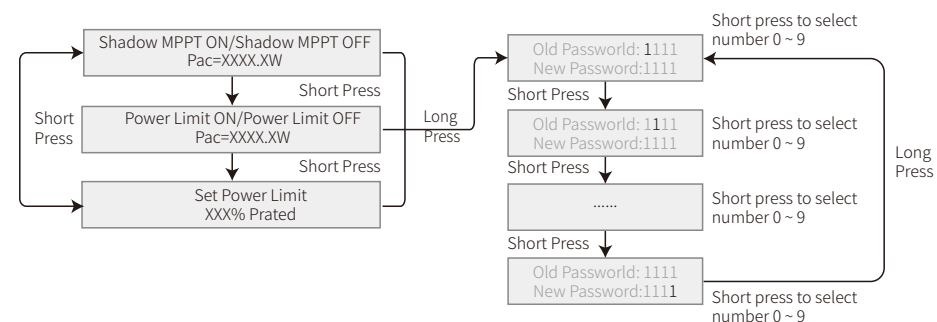 Shadow MPPT ON/Shadow MPPT OFF
Pac=XXXX.XW
Short Press
Power Limit ON/Power Limit OFF
Pac=XXXX.XW
Short Press
Set Power Limit
XXX% Prated
Short
Press
Long
Press
Old Passworld: 1111
New Password:1111
Short press to select
number 0 ~ 9
Short Press
Old Passworld: 1111
New Password:1111
Short press to select
number 0 ~ 9
Short Press
......
Short press to select
number 0 ~ 9
Short Press
Old Passworld: 1111
New Password:1111
Short press to select
number 0 ~ 9
Long
Press